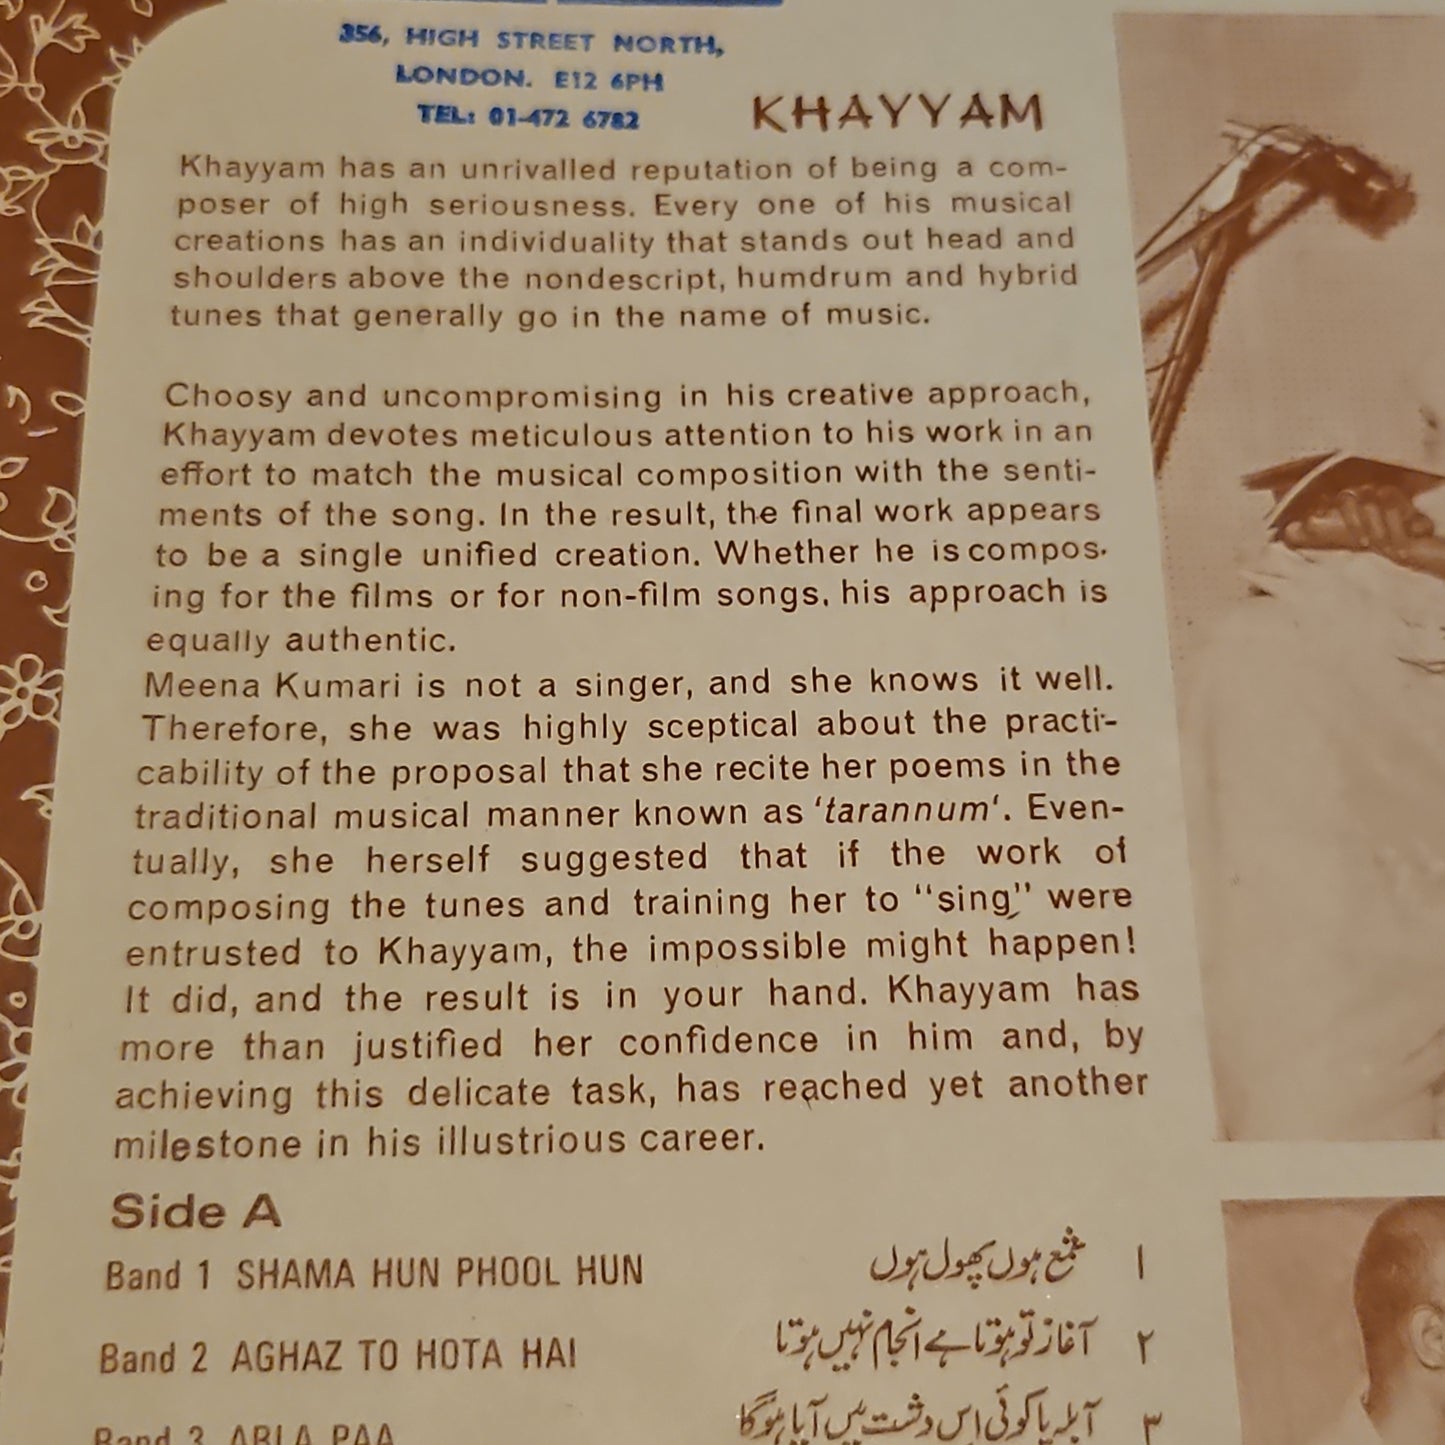 356, HIGH STREET NORTH,
LONDON. E12 6PH
TEL: 01-472 6782
KHAYYAM
Khayyam has an unrivalled reputation of being a com-
poser of high seriousness. Every one of his musical
creations has an individuality that stands out head and
shoulders above the nondescript, humdrum and hybrid
tunes that generally go in the name of music.
Choosy and uncompromising in his creative approach,
Khayyam devotes meticulous attention to his work in an
effort to match the musical composition with the senti-
ments of the song. In the result, the final work appears
to be a single unified creation. Whether he is compos-
ing for the films or for non-film songs, his approach is
equally authentic.
Meena Kumari is not a singer, and she knows it well.
Therefore, she was highly sceptical about the practi-
cability of the proposal that she recite her poems in the
traditional musical manner known as 'tarannum'. Even-
tually, she herself suggested that if the work of
composing the tunes and training her to "sing" were
entrusted to Khayyam, the impossible might happen!
It did, and the result is in your hand. Khayyam has
more than justified her confidence in him and, by
achieving this delicate task, has reached yet another
milestone in his illustrious career.
Side A
Band 1 SHAMA HUN PHOOL HUN
۱ شمع ہوں پھول ہوں
Band 2 AGHAZ TO HOTA HAI
۲ آغاز تو ہوتا ہے انجام نہیں ہوتا
Band 3 ABLA PAA
۳ آبلہ پا کوئی اس دشت میں آیا ہوگا